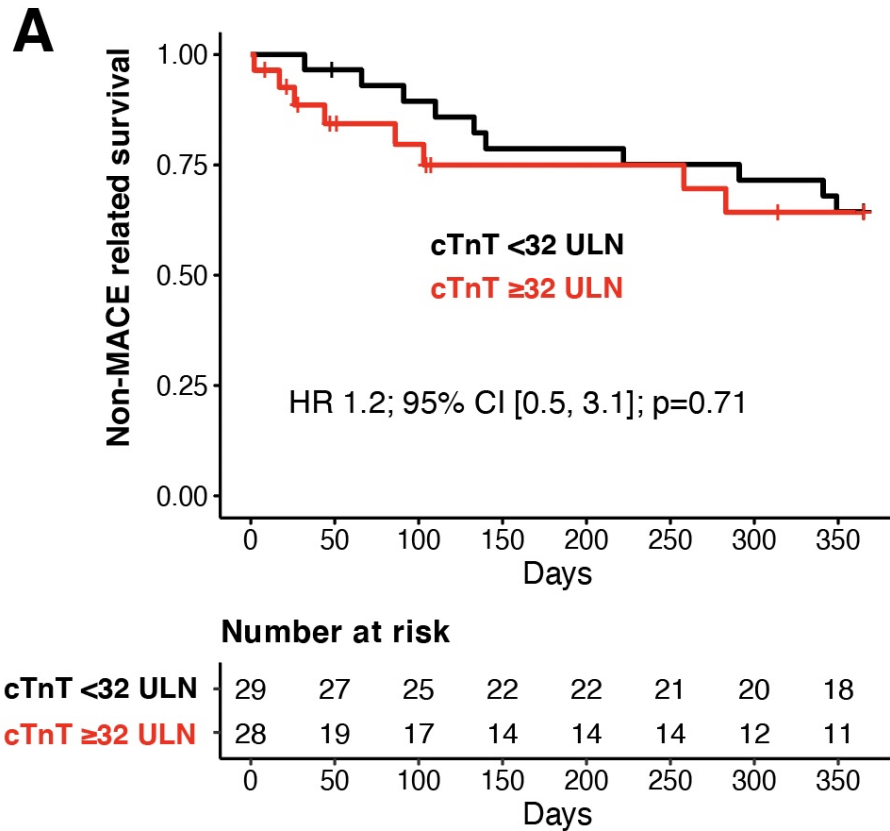 A
Non-MACE related survival
1.00
0.75
0.50
0.25
0.00
cTnT <32 ULN
cTnT ≥32 ULN
HR 1.2; 95% CI [0.5, 3.1]; p=0.71
0 50 100 150 200 250 300 350
Days
Number at risk
cTnT <32 ULN 29 27 25 22 22 21 20 18
cTnT ≥32 ULN 28 19 17 14 14 14 12 11
0 50 100 150 200 250 300 350
Days